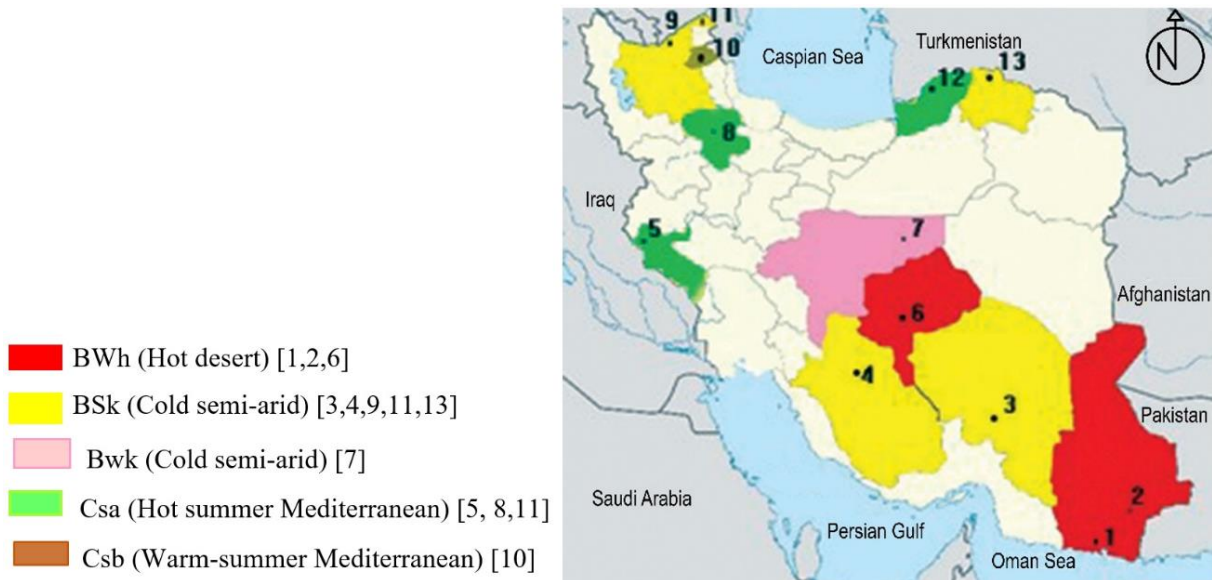 BWh (Hot desert) [1,2,6]
BSk (Cold semi-arid) [3,4,9,11,13]
Bwk (Cold semi-arid) [7]
Csa (Hot summer Mediterranean) [5, 8,11]
Csb (Warm-summer Mediterranean) [10]
9
11
10
Caspian Sea
Turkmenistan
N
12
13
8
Iraq
5
7
6
Afghanistan
4
3
Pakistan
Saudi Arabia
2
Persian Gulf
1
Oman Sea